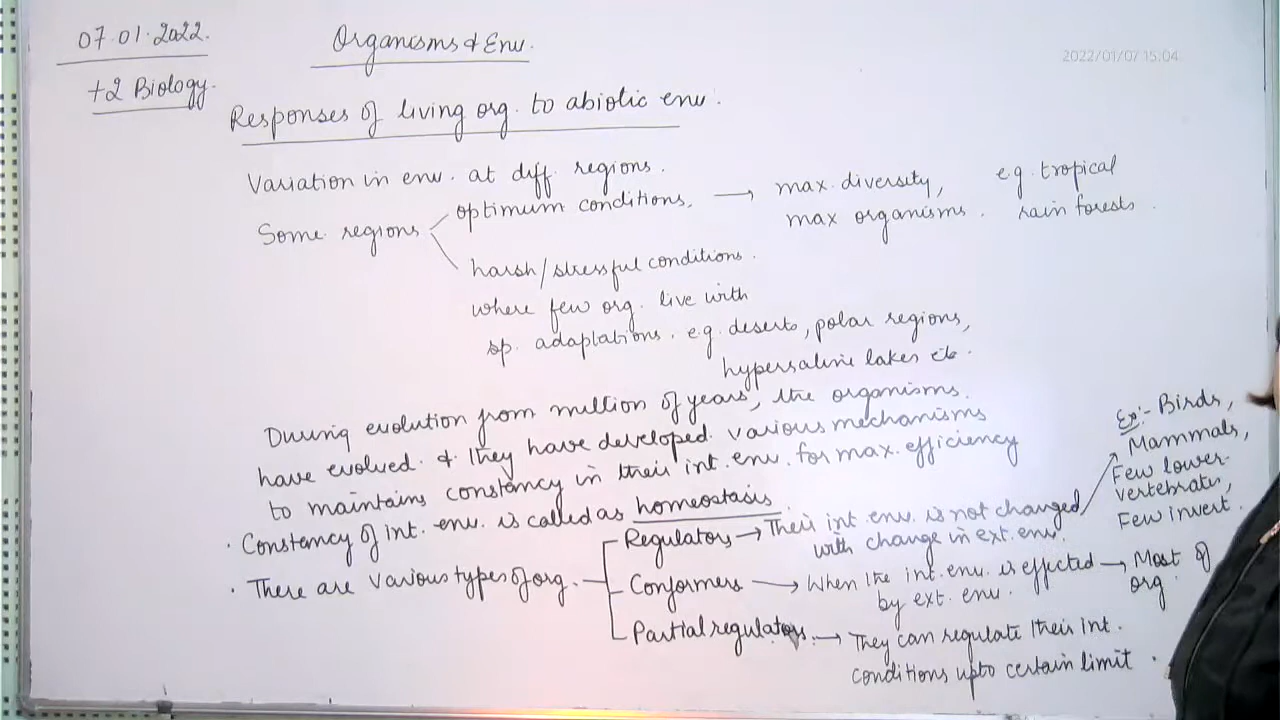 07.01.2022.
Organisms & Env.
2022/01/07 15:04
+2 Biology.
Responses of living org. to abiotic env.
Variation in env. at diff regions.
Some regions
optimum conditions. → max. diversity, e.g. tropical
max organisms. rain forests.
harsh/stressful conditions.
where few org. live with
sp. adaptations. e.g. deserts, polar regions,
hypersaline lakes etc.
During evolution from million of years, the organisms.
have evolved. & they have developed various mechanisms
to maintains constancy in their int. env. for max. efficiency
· Constancy of int. env. is called as homeostasis
· There are various types of org.
Regulators → Their int env. is not changed
with change in ext. env.
Ex:- Birds,
Mammals,
Few lower-
vertebrates,
Few invert.
Conformers → When the int. env. is effected → Most of
by ext. env. org.
Partial regulators. → They can regulate their int.
conditions upto certain limit.